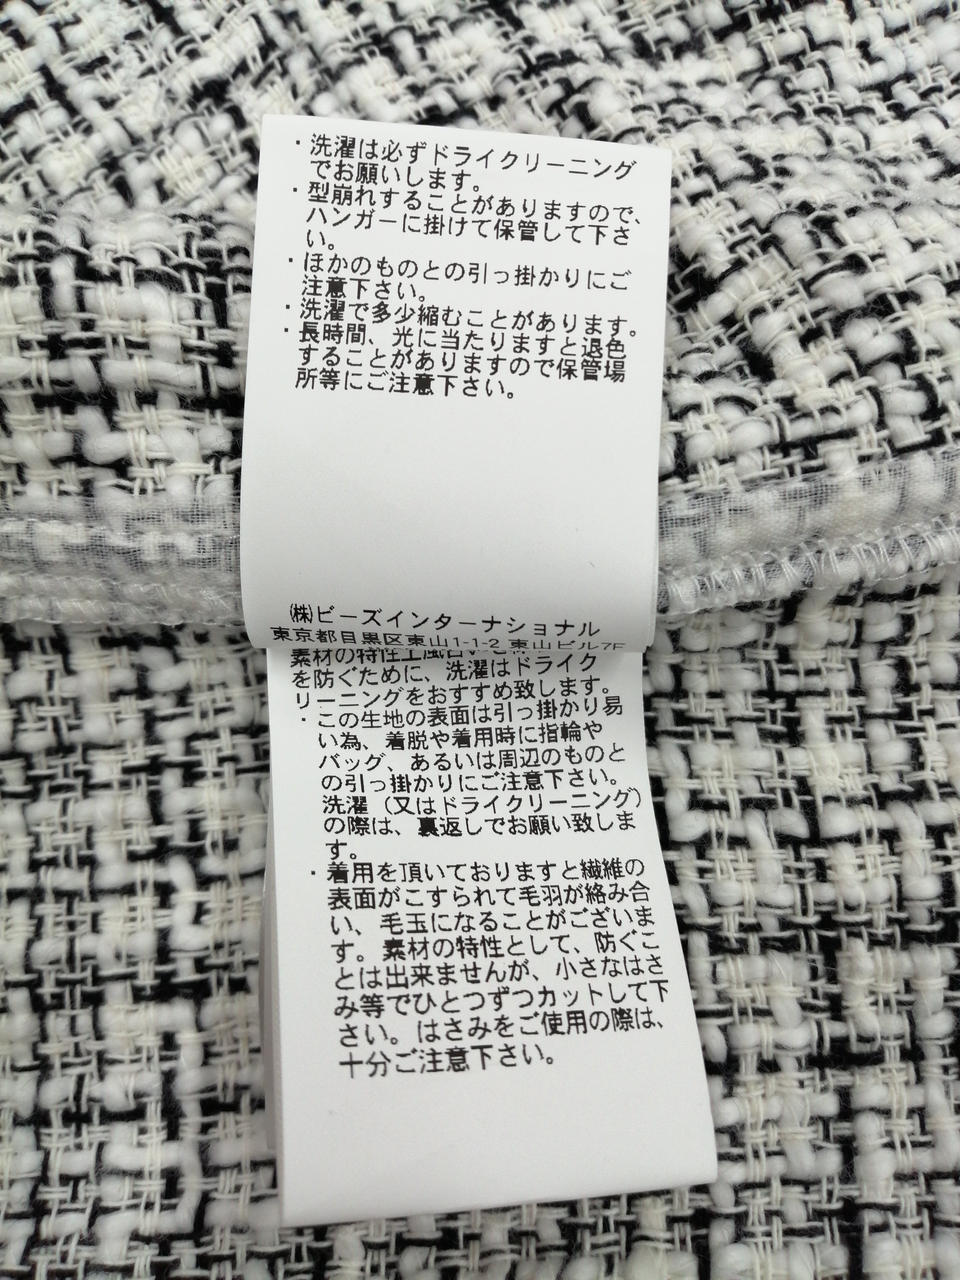 ・洗濯は必ずドライクリーニング
でお願いします。
・型崩れすることがありますので、
ハンガーに掛けて保管して下さ
い。
・ほかのものとの引っ掛かりにご
注意下さい。
・洗濯で多少縮むことがあります。
・長時間、光に当たりますと退色
することがありますので保管場
所等にご注意下さい。
㈱ビーズインターナショナル
東京都目黒区東山1-1-2 東山ビル7F
素材の特性上風合い
を防ぐために、洗濯はドライク
リーニングをおすすめ致します。
・この生地の表面は引っ掛かり易
い為、着脱や着用時に指輪や
バッグ、あるいは周辺のものと
の引っ掛かりにご注意下さい。
洗濯（又はドライクリーニング）
の際は、裏返しでお願い致しま
す。
・着用を頂いておりますと繊維の
表面がこすられて毛羽が絡み合
い、毛玉になることがございま
す。素材の特性として、防ぐこ
とは出来ませんが、小さなはさ
み等でひとつずつカットして下
さい。はさみをご使用の際は、
十分ご注意下さい。